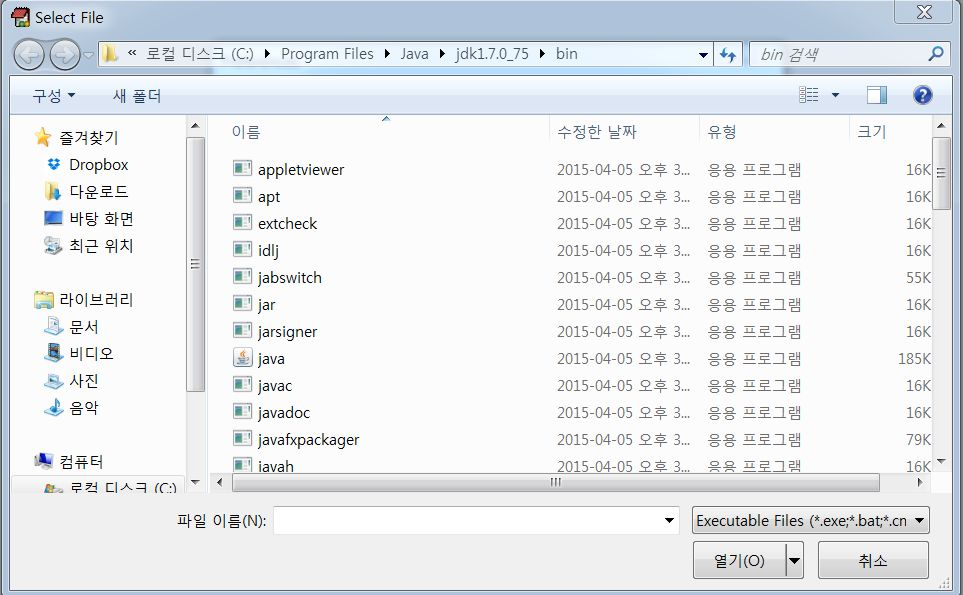 Select File
« 로컬 디스크 (C:) ▸ Program Files ▸ Java ▸ jdk1.7.0_75 ▸ bin
bin 검색
구성 새 폴더
즐겨찾기
Dropbox
다운로드
바탕 화면
최근 위치
라이브러리
문서
비디오
사진
음악
컴퓨터
로컬 디스크 (C:)
이름 수정한 날짜 유형 크기
appletviewer 2015-04-05 오후 3... 응용 프로그램 16K
apt 2015-04-05 오후 3... 응용 프로그램 16K
extcheck 2015-04-05 오후 3... 응용 프로그램 16K
idlj 2015-04-05 오후 3... 응용 프로그램 16K
jabswitch 2015-04-05 오후 3... 응용 프로그램 55K
jar 2015-04-05 오후 3... 응용 프로그램 16K
jarsigner 2015-04-05 오후 3... 응용 프로그램 16K
java 2015-04-05 오후 3... 응용 프로그램 185K
javac 2015-04-05 오후 3... 응용 프로그램 16K
javadoc 2015-04-05 오후 3... 응용 프로그램 16K
javafxpackager 2015-04-05 오후 3... 응용 프로그램 79K
javah 2015-04-05 오후 3... 응용 프로그램 16K
파일 이름(N): Executable Files (*.exe;*.bat;*.cn
열기(O) 취소